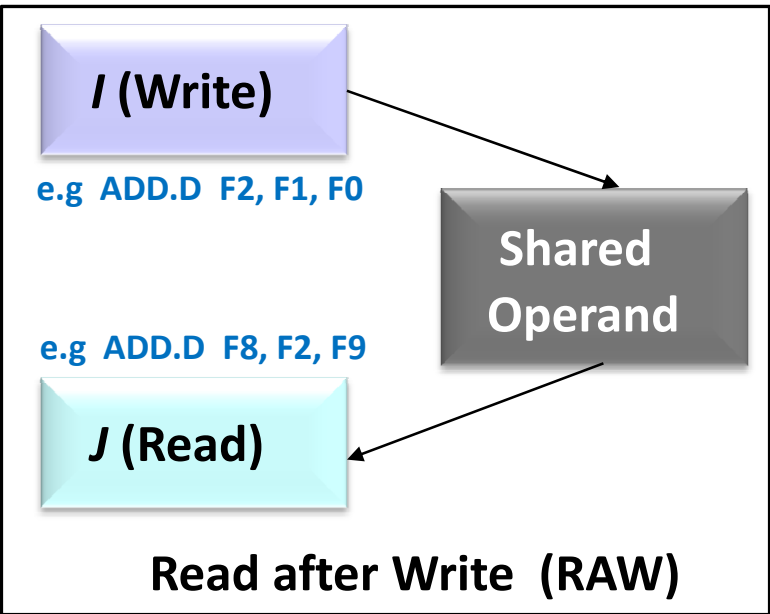 I (Write)
e.g  ADD.D  F2, F1, F0
Shared
Operand
e.g  ADD.D  F8, F2, F9
J (Read)
Read after Write  (RAW)